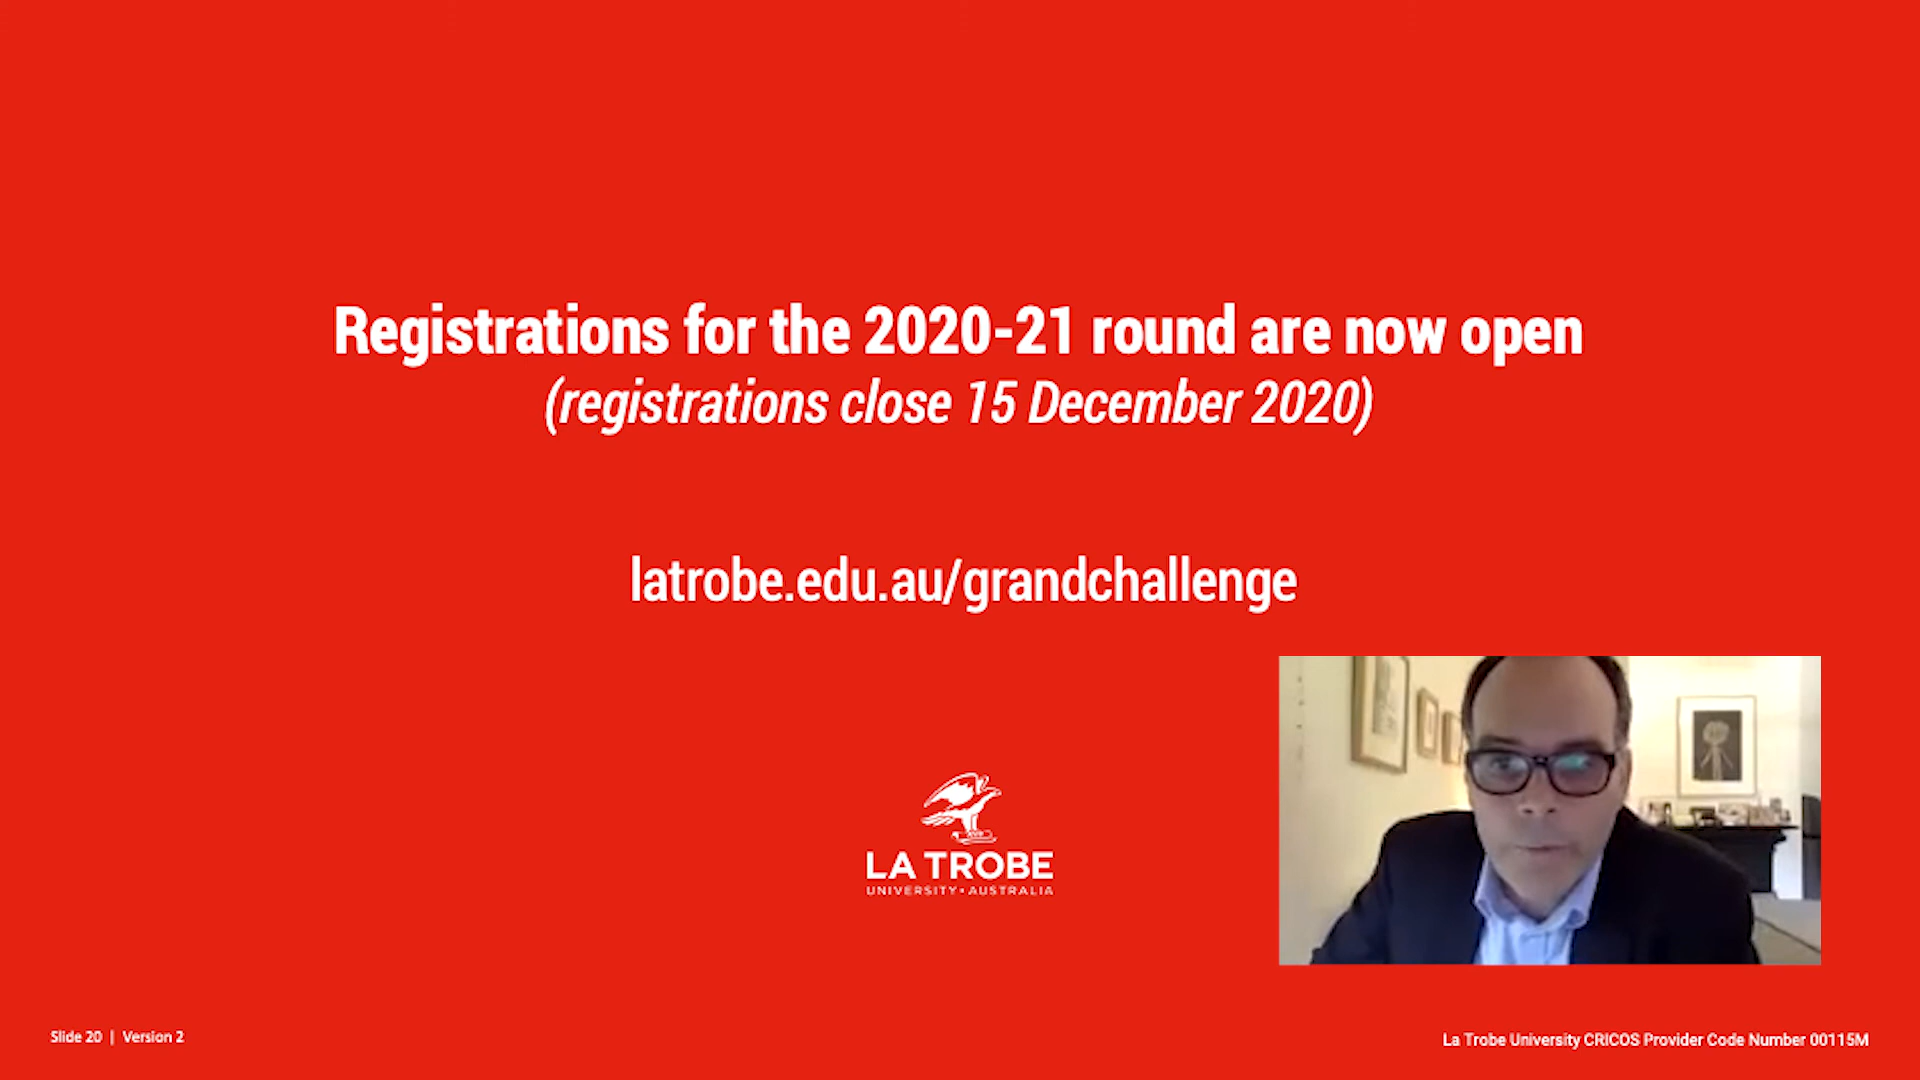 Registrations for the 2020-21 round are now open
(registrations close 15 December 2020)
latrobe.edu.au/grandchallenge
LA TROBE
UNIVERSITY • AUSTRALIA
Slide 20 | Version 2
La Trobe University CRICOS Provider Code Number 00115M